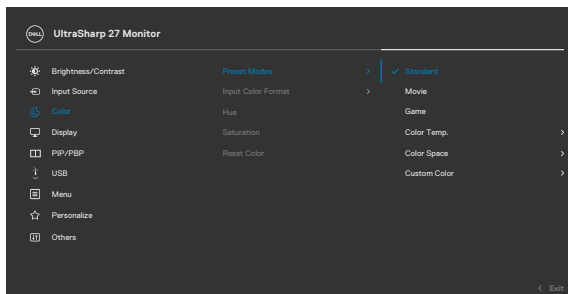 DELL UltraSharp 27 Monitor
Brightness/Contrast Preset Modes Standard
Input Source Input Color Format Movie
Color Hue Game
Display Saturation Color Temp.
PIP/PBP Reset Color Color Space
USB Custom Color
Menu
Personalize
Others
Exit